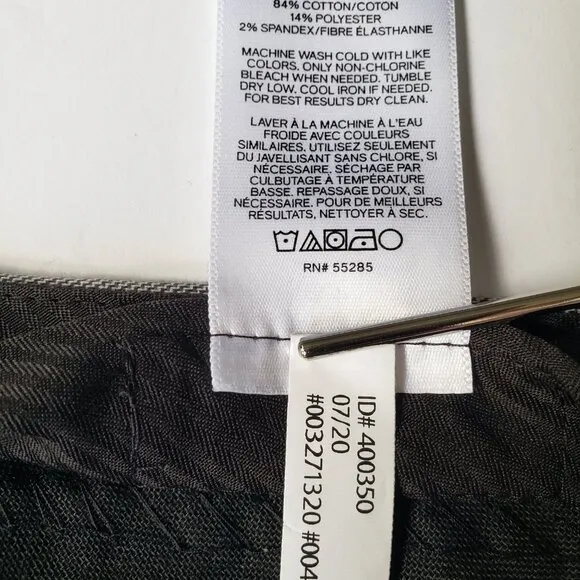 84% COTTON/COTON
14% POLYESTER
2% SPANDEX/FIBRE ÉLASTHANNE
MACHINE WASH COLD WITH LIKE
COLORS. ONLY NON-CHLORINE
BLEACH WHEN NEEDED. TUMBLE
DRY LOW. COOL IRON IF NEEDED.
FOR BEST RESULTS DRY CLEAN.
LAVER À LA MACHINE À L'EAU
FROIDE AVEC COULEURS
SIMILAIRES. UTILISEZ SEULEMENT
DU JAVELLISANT SANS CHLORE, SI
NÉCESSAIRE. SÉCHAGE PAR
CULBUTAGE À TEMPÉRATURE
BASSE. REPASSAGE DOUX, SI
NÉCESSAIRE. POUR DE MEILLEURS
RÉSULTATS, NETTOYER À SEC.
RN# 55285
ID# 400350
07/20
#003271320 #004